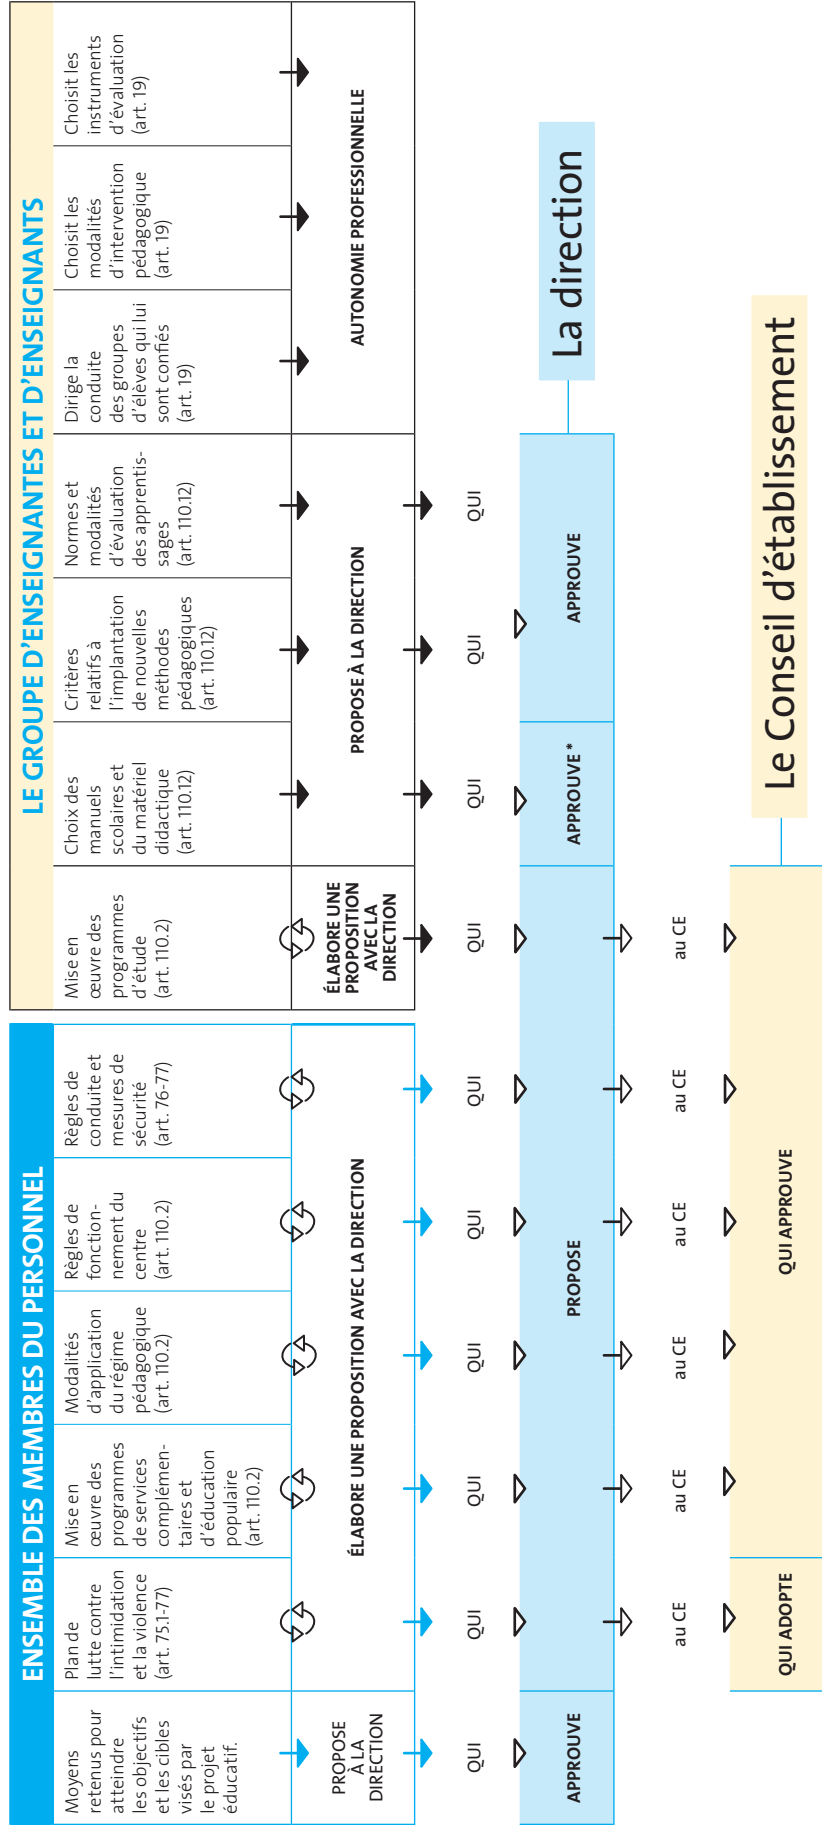 ENSEMBLE DES MEMBRES DU PERSONNEL
LE GROUPE D'ENSEIGNANTES ET D'ENSEIGNANTS
Moyens
retenus pour
atteindre
les objectifs
et les cibles
visés par
le projet
éducatif.
Plan de
lutte contre
l'intimidation
et la violence
(art. 75.1-77)
Mise en
œuvre des
programmes
de services
complémen-
taires et
d'éducation
populaire
(art. 110.2)
Modalités
d'application
du régime
pédagogique
(art. 110.2)
Règles de
fonction-
nement du
centre
(art. 110.2)
Règles de
conduite et
mesures de
sécurité
(art. 76-77)
Mise en
œuvre des
programmes
d'étude
(art. 110.2)
Choix des
manuels
scolaires et
du matériel
didactique
(art. 110.12)
Critères
relatifs à
l'implantation
de nouvelles
méthodes
pédagogiques
(art. 110.12)
Normes et
modalités
d'évaluation
des apprentis-
sages
(art. 110.12)
Dirige la
conduite
des groupes
d'élèves qui lui
sont confiés
(art. 19)
Choisit les
modalités
d'intervention
pédagogique
(art. 19)
Choisit les
instruments
d'évaluation
(art. 19)
PROPOSE
À LA
DIRECTION
ÉLABORE UNE PROPOSITION AVEC LA DIRECTION
ÉLABORE UNE
PROPOSITION
AVEC LA
DIRECTION
PROPOSE À LA DIRECTION
AUTONOMIE PROFESSIONNELLE
QUI
QUI
QUI
QUI
QUI
QUI
QUI
QUI
QUI
QUI
APPROUVE
PROPOSE
APPROUVE *
APPROUVE
La direction
au CE
au CE
au CE
au CE
au CE
au CE
QUI ADOPTE
QUI APPROUVE
Le Conseil d'établissement